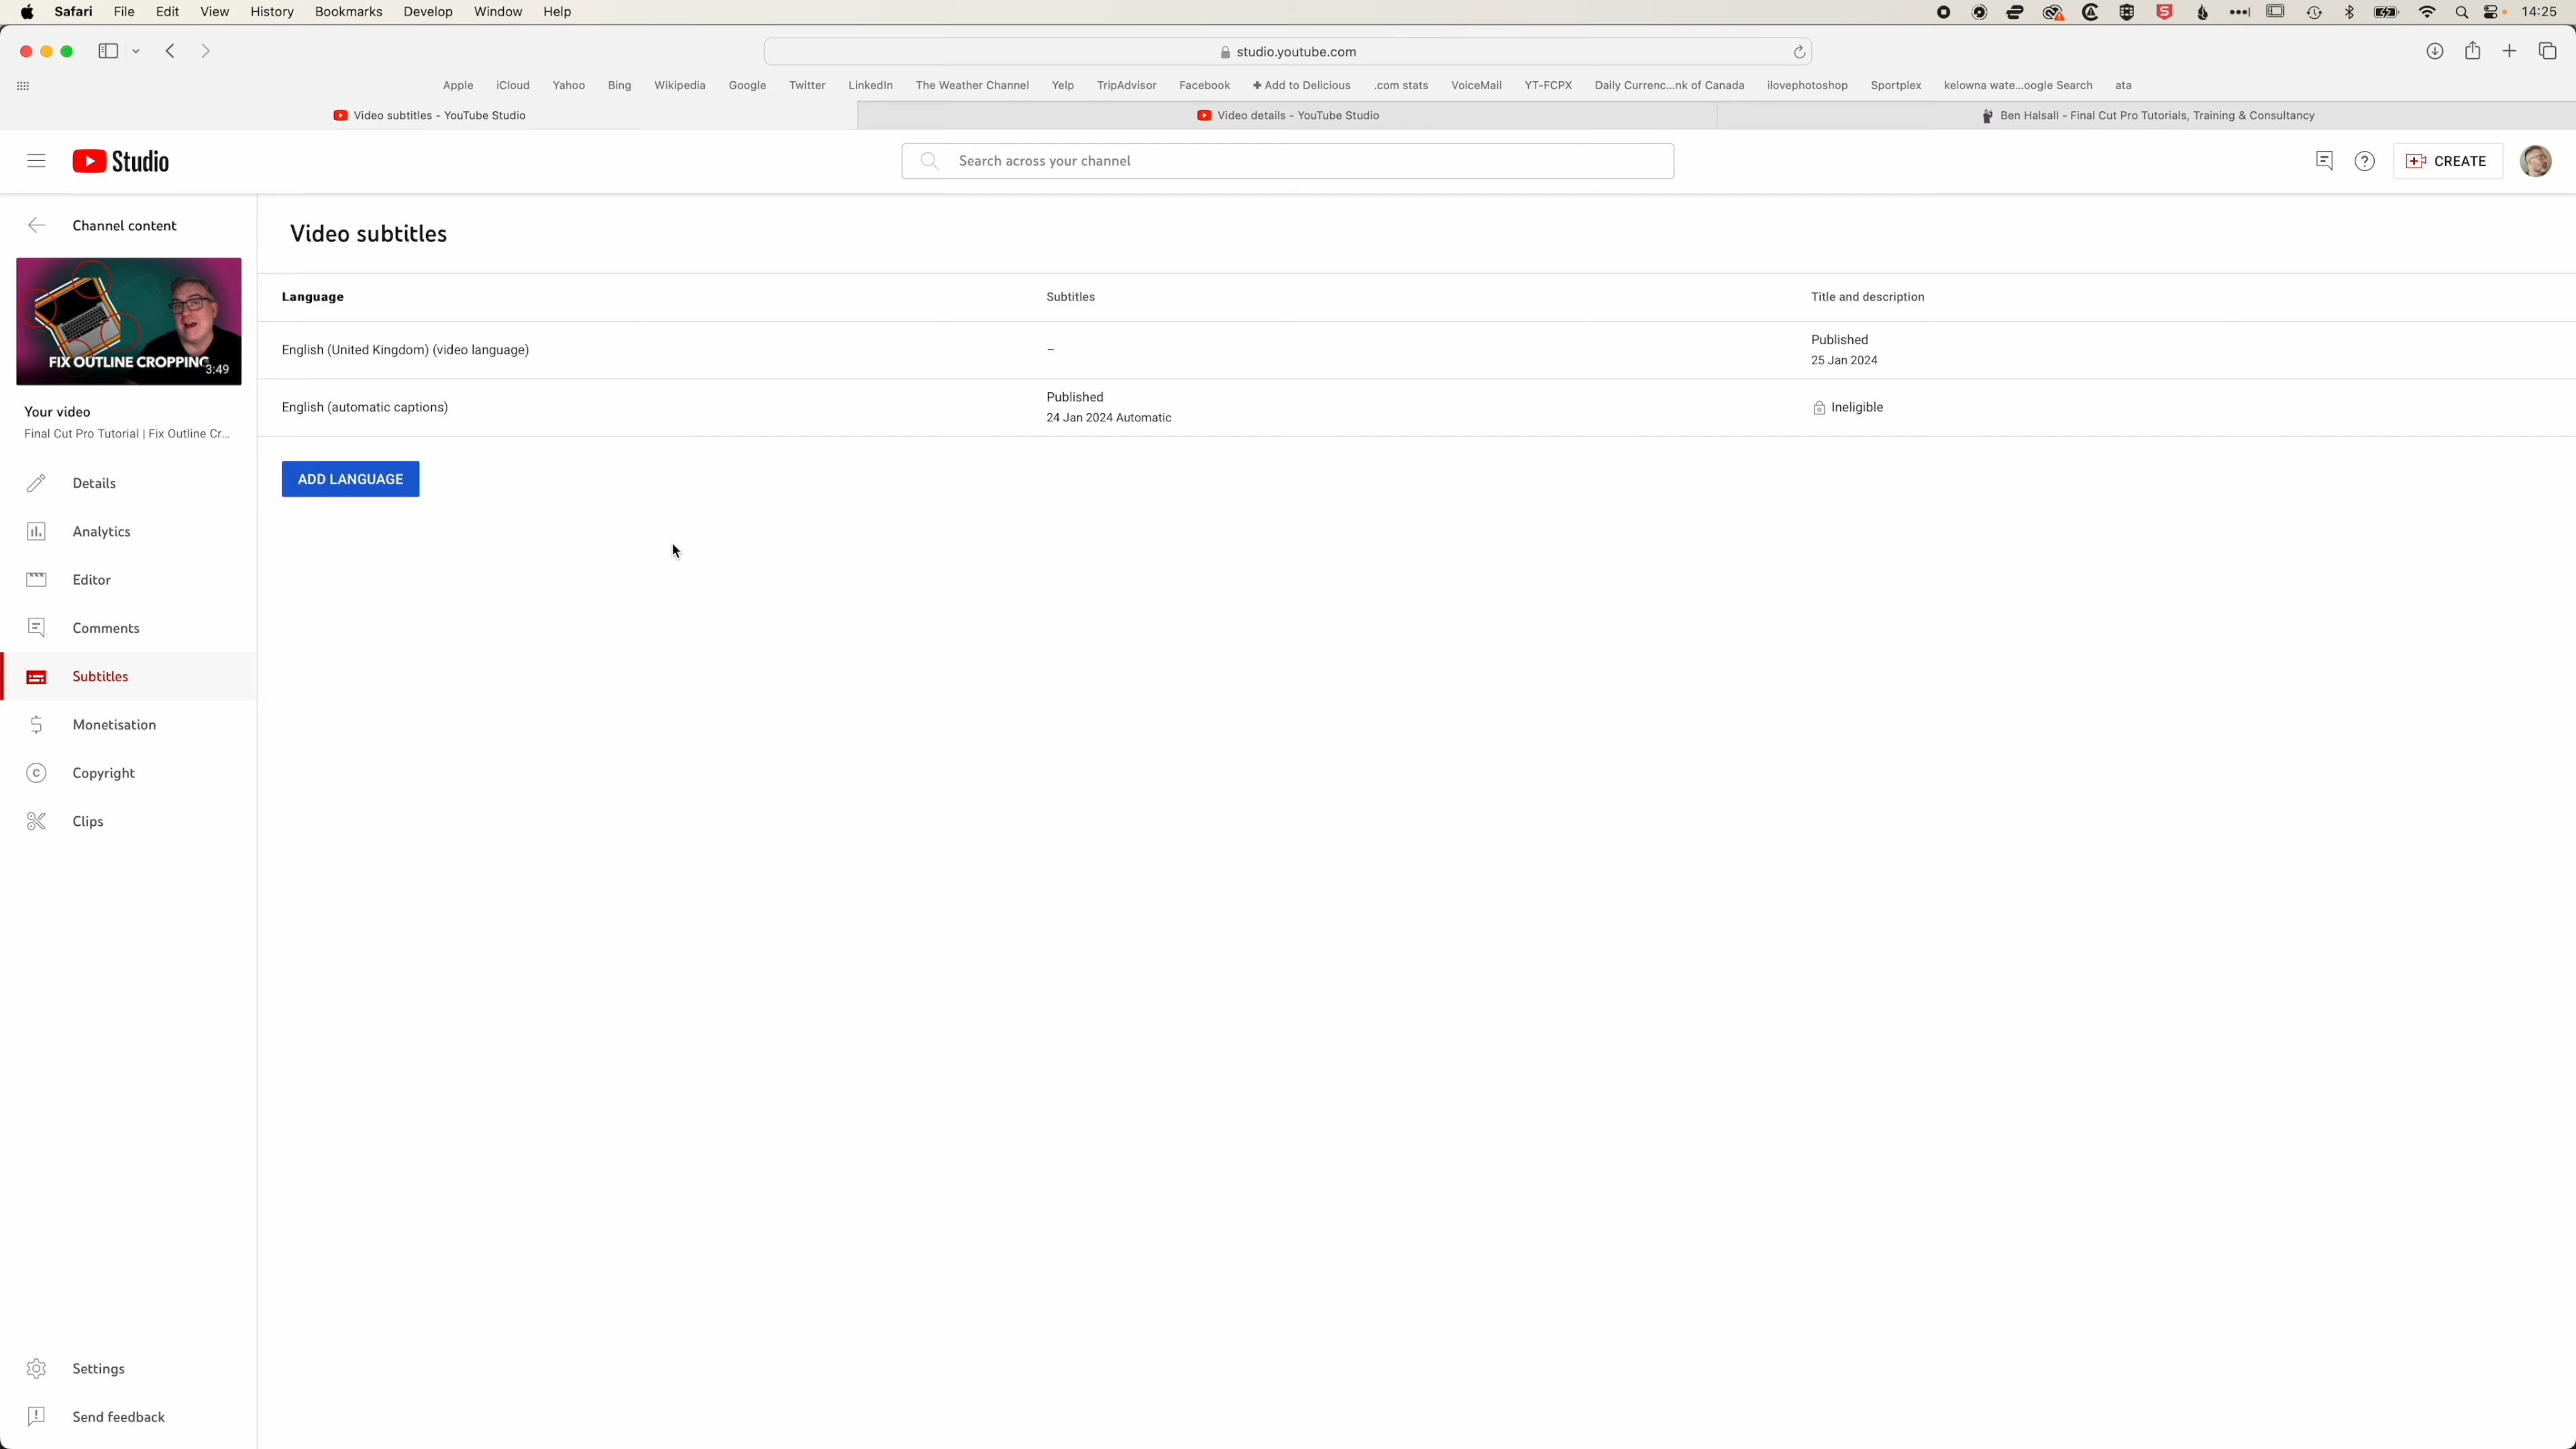 Safari File Edit View History Bookmarks Develop Window Help 14:25
studio.youtube.com
Apple iCloud Yahoo Bing Wikipedia Google Twitter LinkedIn The Weather Channel Yelp TripAdvisor Facebook ✚ Add to Delicious .com stats VoiceMail YT-FCPX Daily Currenc...nk of Canada ilovephotoshop Sportplex kelowna wate...oogle Search ata
Video subtitles - YouTube Studio Video details - YouTube Studio Ben Halsall - Final Cut Pro Tutorials, Training & Consultancy
Studio Search across your channel CREATE
Channel content
FIX OUTLINE CROPPING
3:49
Your video
Final Cut Pro Tutorial | Fix Outline Cr...
Details
Analytics
Editor
Comments
Subtitles
Monetisation
Copyright
Clips
Settings
Send feedback
Video subtitles
Language Subtitles Title and description
English (United Kingdom) (video language) – Published
25 Jan 2024
English (automatic captions) Published
24 Jan 2024 Automatic
Ineligible
ADD LANGUAGE